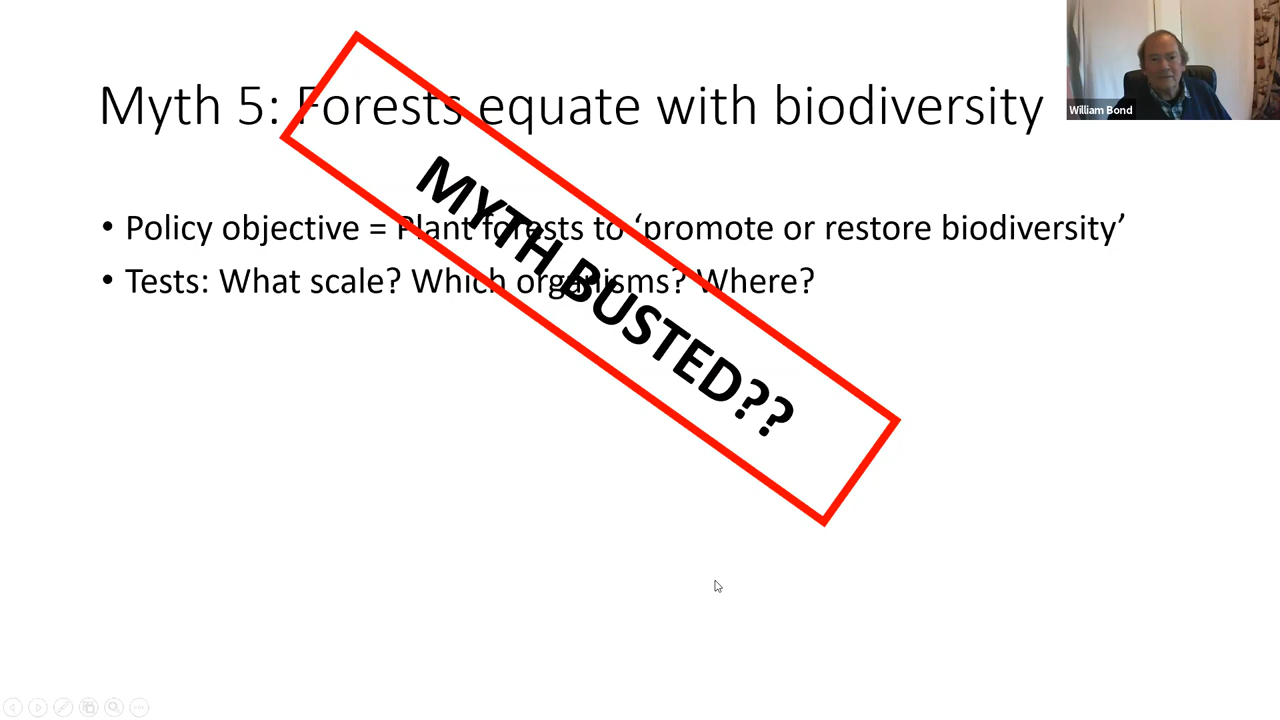 Myth 5: Forests equate with biodiversity
William Bond
• Policy objective = Plant forests to ‘promote or restore biodiversity’
• Tests: What scale? Which organisms? Where?
MYTH BUSTED??